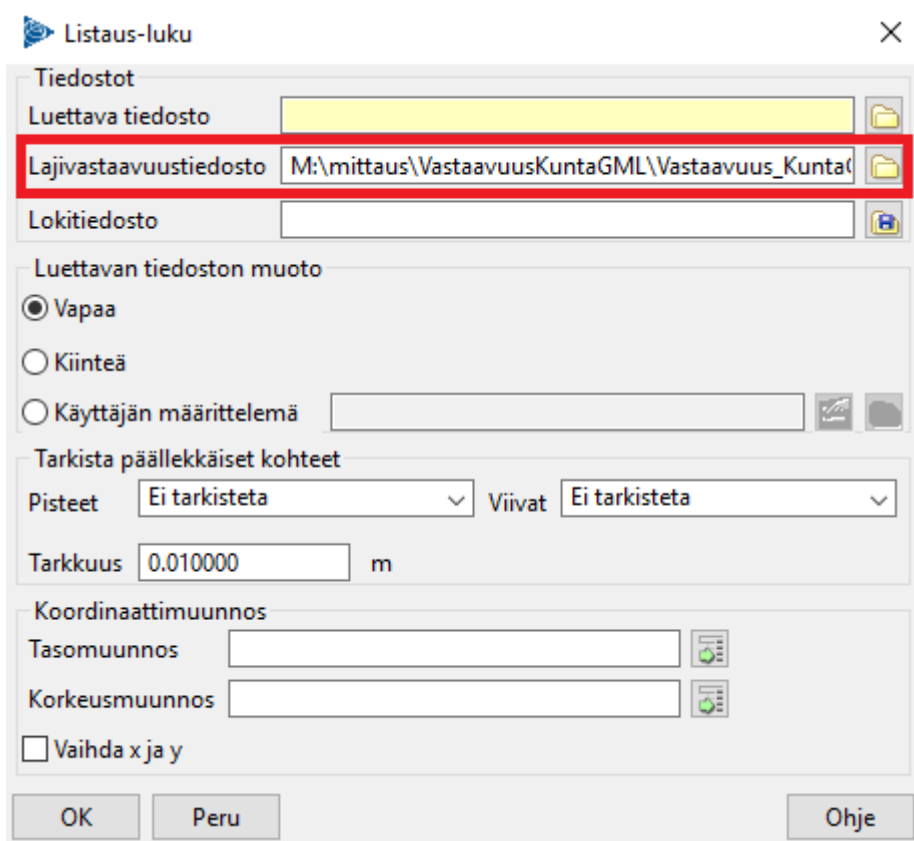 Listaus-luku
Tiedostot
Luettava tiedosto
Lajivastaavuustiedosto M:\mittaus\VastaavuusKuntaGML\Vastaavuus_Kunta
Lokitiedosto
Luettavan tiedoston muoto
Vapaa
Kiinteä
Käyttäjän määrittelemä
Tarkista päällekkäiset kohteet
Pisteet Ei tarkisteta Viivat Ei tarkisteta
Tarkkuus 0.010000 m
Koordinaattimuunnos
Tasomuunnos
Korkeusmuunnos
Vaihda x ja y
OK Peru Ohje